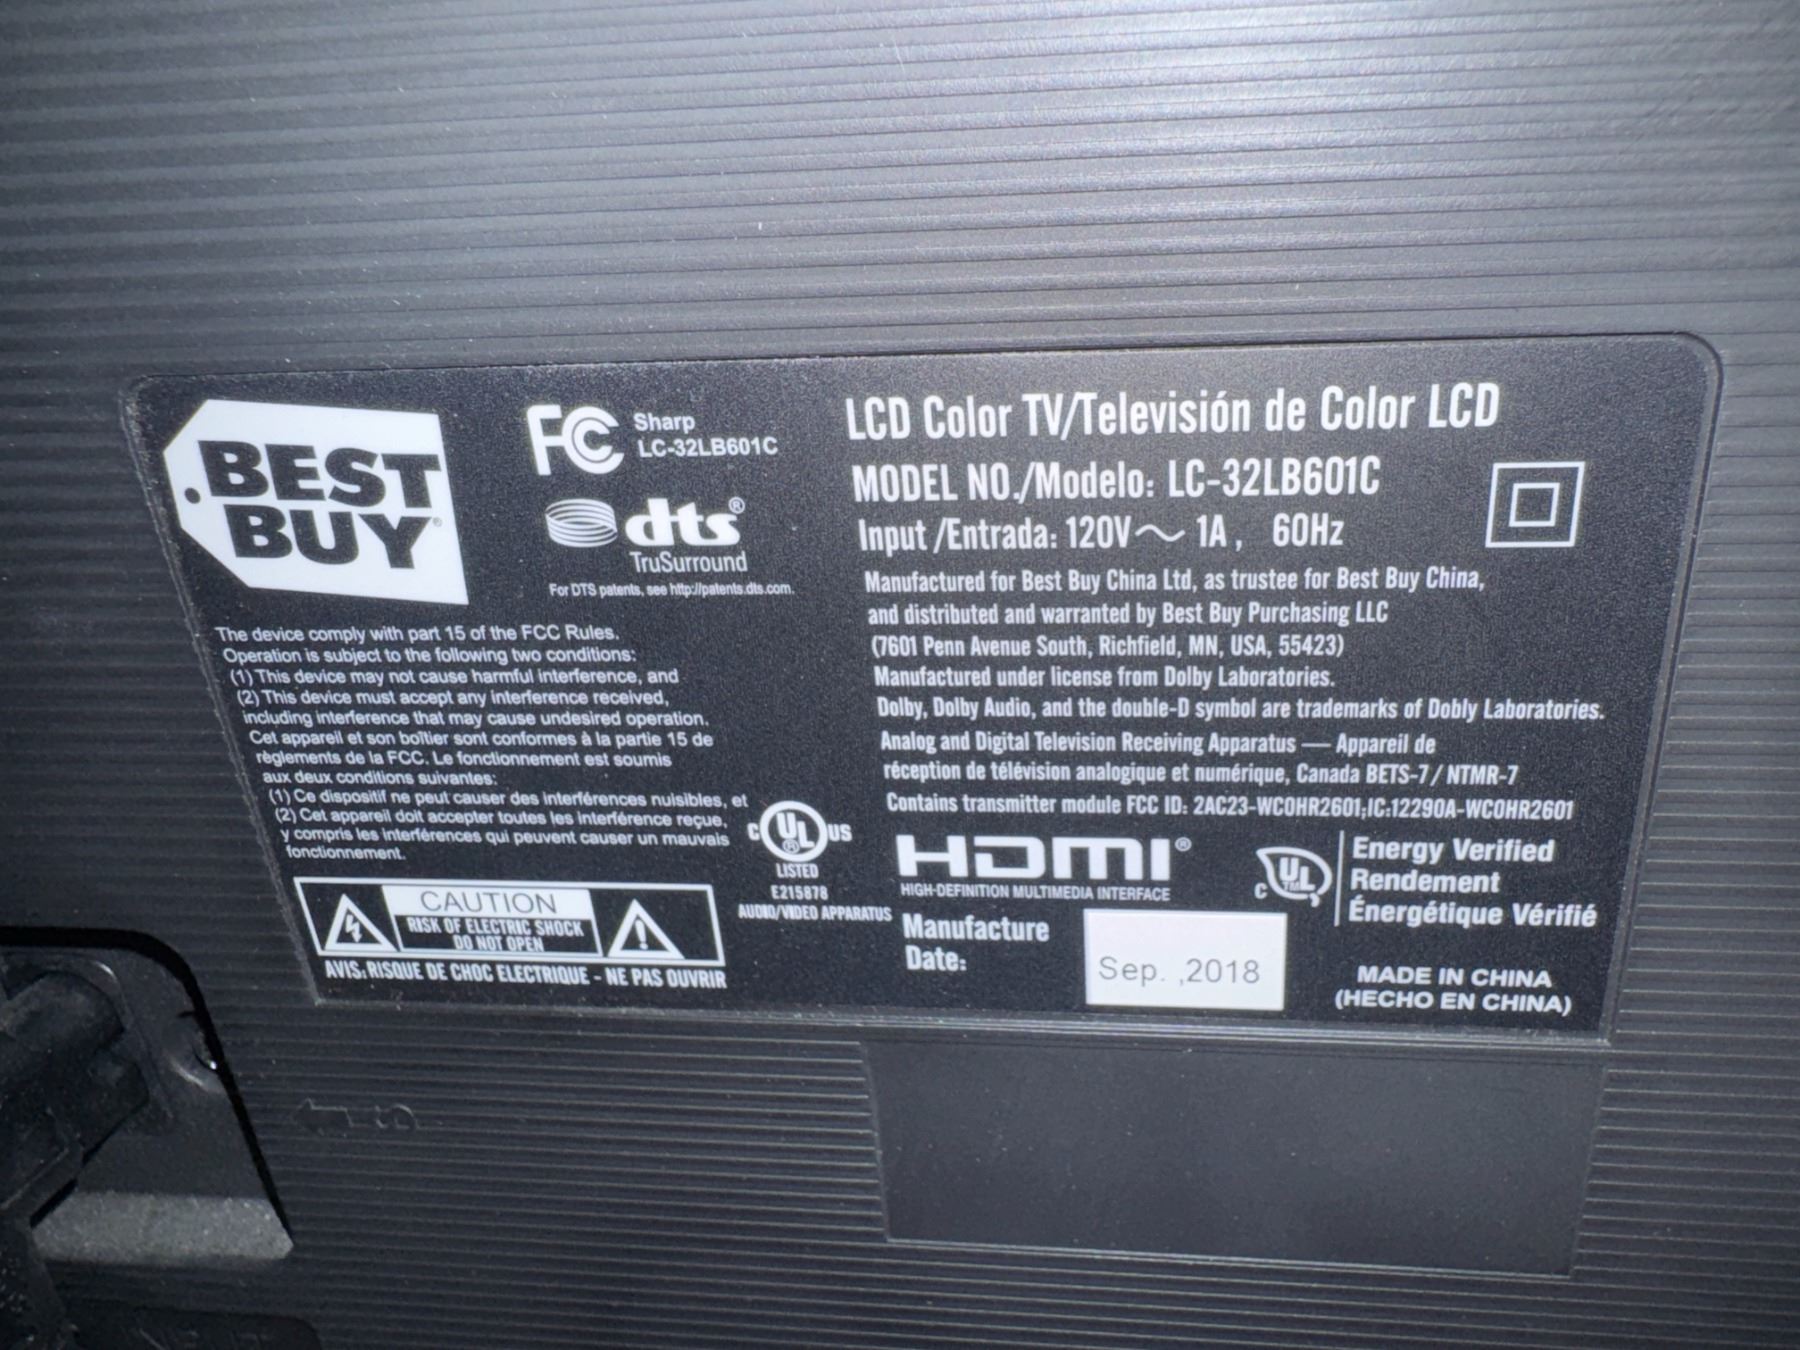 BEST
BUY®
FC Sharp
LC-32LB601C
dts®
TruSurround
For DTS patents, see http://patents.dts.com.
The device comply with part 15 of the FCC Rules.
Operation is subject to the following two conditions:
(1) This device may not cause harmful interference, and
(2) This device must accept any interference received,
including interference that may cause undesired operation.
Cet appareil et son boîtier sont conformes à la partie 15 de
règlements de la FCC. Le fonctionnement est soumis
aux deux conditions suivantes:
(1) Ce dispositif ne peut causer des interférences nuisibles, et
(2) Cet appareil doit accepter toutes les interférence reçue,
y compris les interférences qui peuvent causer un mauvais
fonctionnement.
CAUTION
RISK OF ELECTRIC SHOCK
DO NOT OPEN
AVIS: RISQUE DE CHOC ELECTRIQUE - NE PAS OUVRIR
C UL® US
LISTED
E215878
AUDIO/VIDEO APPARATUS
LCD Color TV/Televisión de Color LCD
MODEL NO./Modelo: LC-32LB601C
Input /Entrada: 120V～ 1A , 60Hz
Manufactured for Best Buy China Ltd, as trustee for Best Buy China,
and distributed and warranted by Best Buy Purchasing LLC
(7601 Penn Avenue South, Richfield, MN, USA, 55423)
Manufactured under license from Dolby Laboratories.
Dolby, Dolby Audio, and the double-D symbol are trademarks of Dobly Laboratories.
Analog and Digital Television Receiving Apparatus — Appareil de
réception de télévision analogique et numérique, Canada BETS-7 / NTMR-7
Contains transmitter module FCC ID: 2AC23-WC0HR2601;IC:12290A-WC0HR2601
HDMI®
HIGH-DEFINITION MULTIMEDIA INTERFACE
C UL TM
Energy Verified
Rendement
Énergétique Vérifié
Manufacture
Date:
Sep. ,2018
MADE IN CHINA
(HECHO EN CHINA)